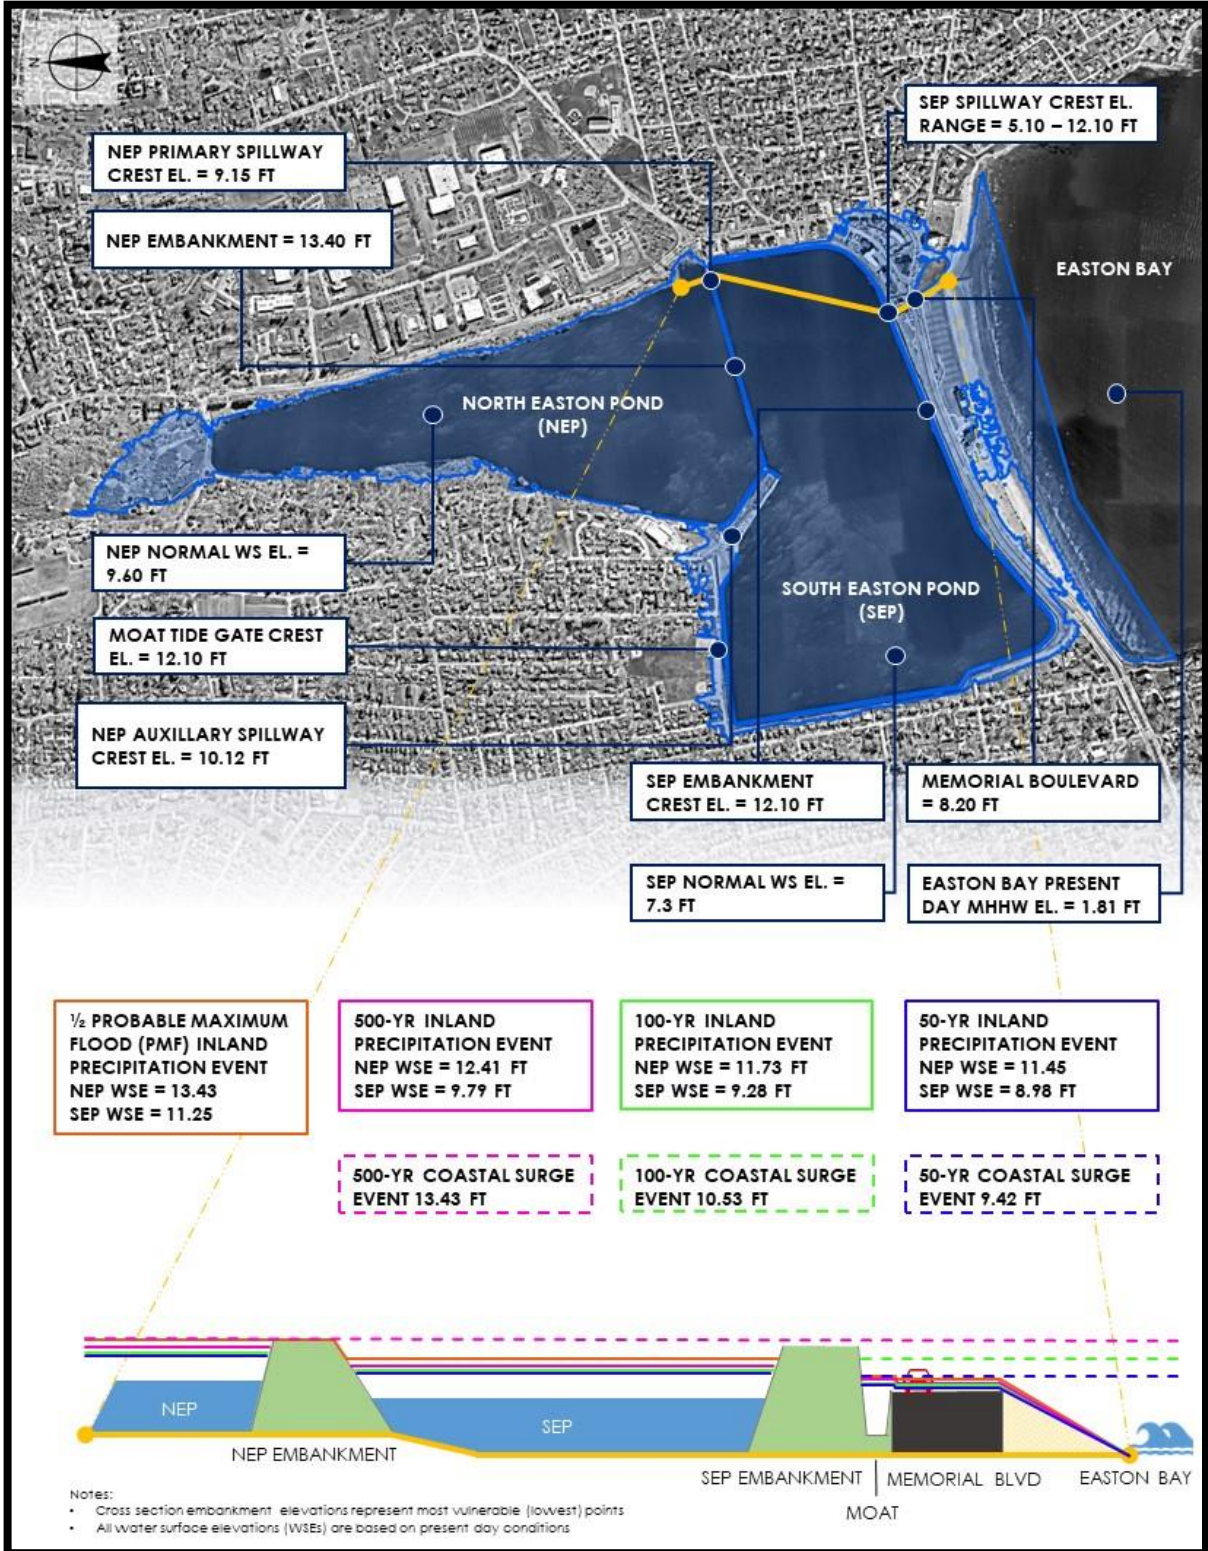 N
SEP SPILLWAY CREST EL.
RANGE = 5.10 – 12.10 FT
NEP PRIMARY SPILLWAY
CREST EL. = 9.15 FT
NEP EMBANKMENT = 13.40 FT
EASTON BAY
NORTH EASTON POND
(NEP)
NEP NORMAL WS EL. =
9.60 FT
SOUTH EASTON POND
(SEP)
MOAT TIDE GATE CREST
EL. = 12.10 FT
NEP AUXILLARY SPILLWAY
CREST EL. = 10.12 FT
SEP EMBANKMENT
CREST EL. = 12.10 FT
MEMORIAL BOULEVARD
= 8.20 FT
SEP NORMAL WS EL. =
7.3 FT
EASTON BAY PRESENT
DAY MHHW EL. = 1.81 FT
½ PROBABLE MAXIMUM
FLOOD (PMF) INLAND
PRECIPITATION EVENT
NEP WSE = 13.43
SEP WSE = 11.25
500-YR INLAND
PRECIPITATION EVENT
NEP WSE = 12.41 FT
SEP WSE = 9.79 FT
100-YR INLAND
PRECIPITATION EVENT
NEP WSE = 11.73 FT
SEP WSE = 9.28 FT
50-YR INLAND
PRECIPITATION EVENT
NEP WSE = 11.45
SEP WSE = 8.98 FT
500-YR COASTAL SURGE
EVENT 13.43 FT
100-YR COASTAL SURGE
EVENT 10.53 FT
50-YR COASTAL SURGE
EVENT 9.42 FT
NEP
SEP
NEP EMBANKMENT
SEP EMBANKMENT
MEMORIAL BLVD
EASTON BAY
MOAT
Notes:
• Cross section embankment elevations represent most vulnerable (lowest) points
• All water surface elevations (WSEs) are based on present day conditions